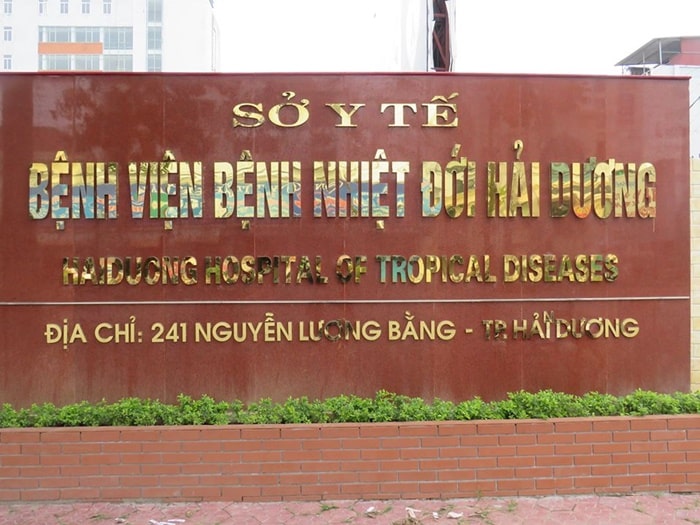 SỞ Y TẾ
BỆNH VIỆN BỆNH NHIỆT ĐỚI HẢI DƯƠNG
HAIDUONG HOSPITAL OF TROPICAL DISEASES
ĐỊA CHỈ: 241 NGUYỄN LƯƠNG BẰNG - TP. HẢI DƯƠNG